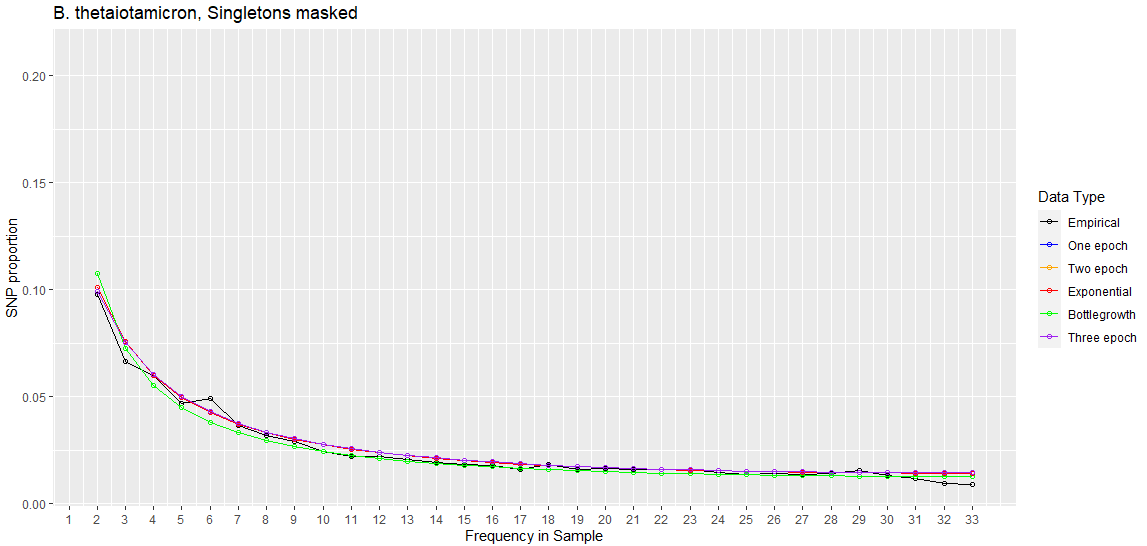 B. thetaiotamicron, Singletons masked
SNP proportion
0.20
0.15
0.10
0.05
0.00
1 2 3 4 5 6 7 8 9 10 11 12 13 14 15 16 17 18 19 20 21 22 23 24 25 26 27 28 29 30 31 32 33
Frequency in Sample
Data Type
Empirical
One epoch
Two epoch
Exponential
Bottlegrowth
Three epoch